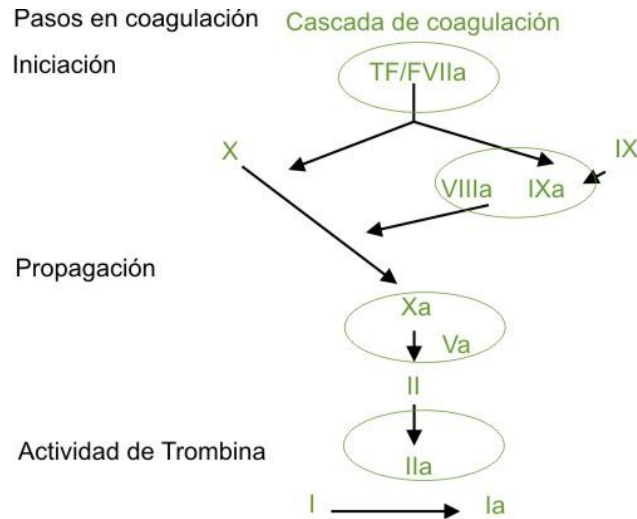 Pasos en coagulación
Cascada de coagulación
Iniciación
TF/FVIIa
X
IX
VIIIa
IXa
Propagación
Xa
Va
II
Actividad de Trombina
IIa
I
Ia